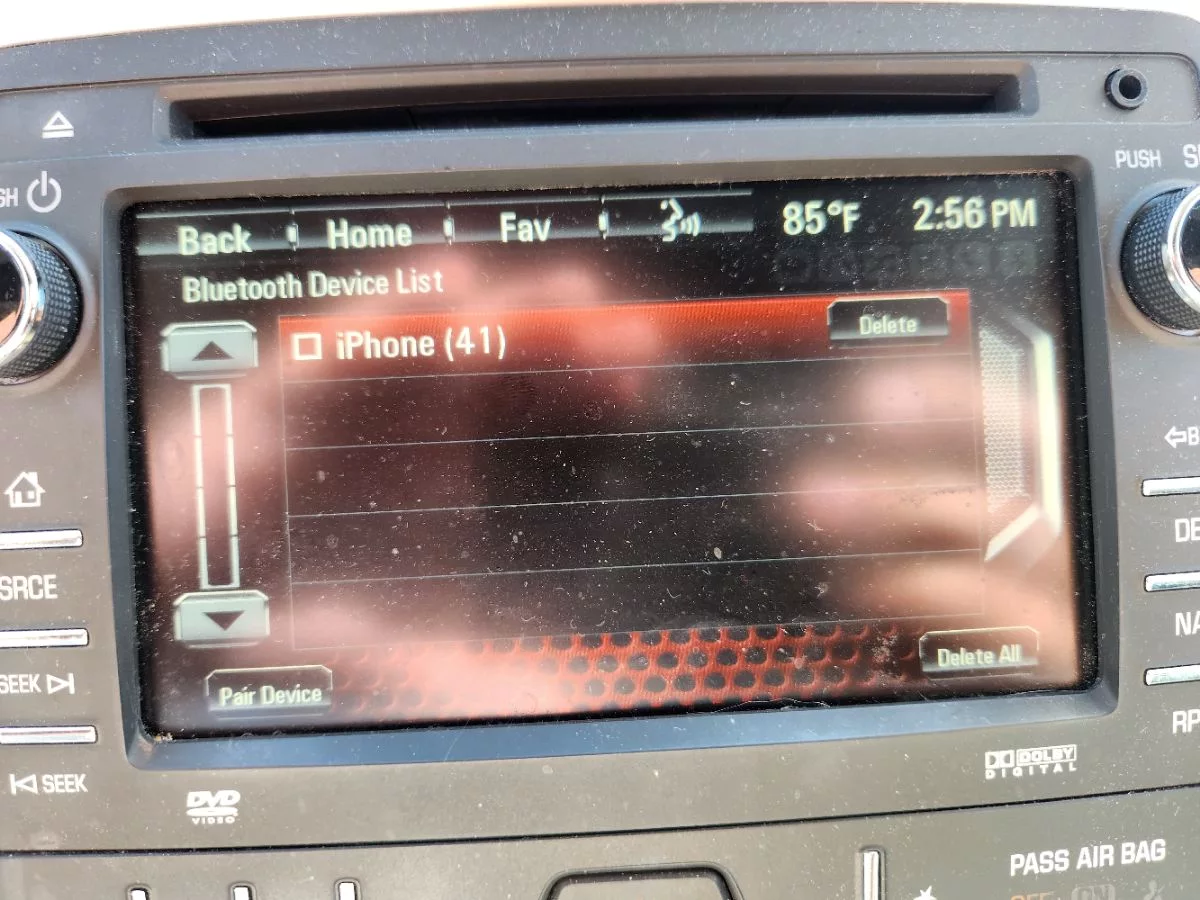 PUSH
Back Home Fav 85°F 2:56 PM
Bluetooth Device List
iPhone (41) Delete
SRCE
SEEK
Pair Device Delete All
SEEK
DVD
VIDEO
DOLBY
DIGITAL
PASS AIR BAG